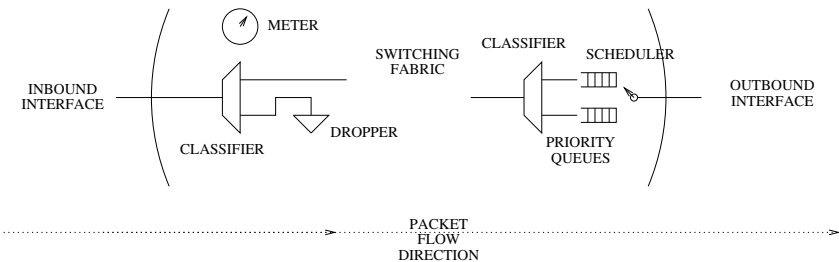 METER
SWITCHING
FABRIC
CLASSIFIER
SCHEDULER
INBOUND
INTERFACE
OUTBOUND
INTERFACE
DROPPER
CLASSIFIER
PRIORITY
QUEUES
PACKET
FLOW
DIRECTION